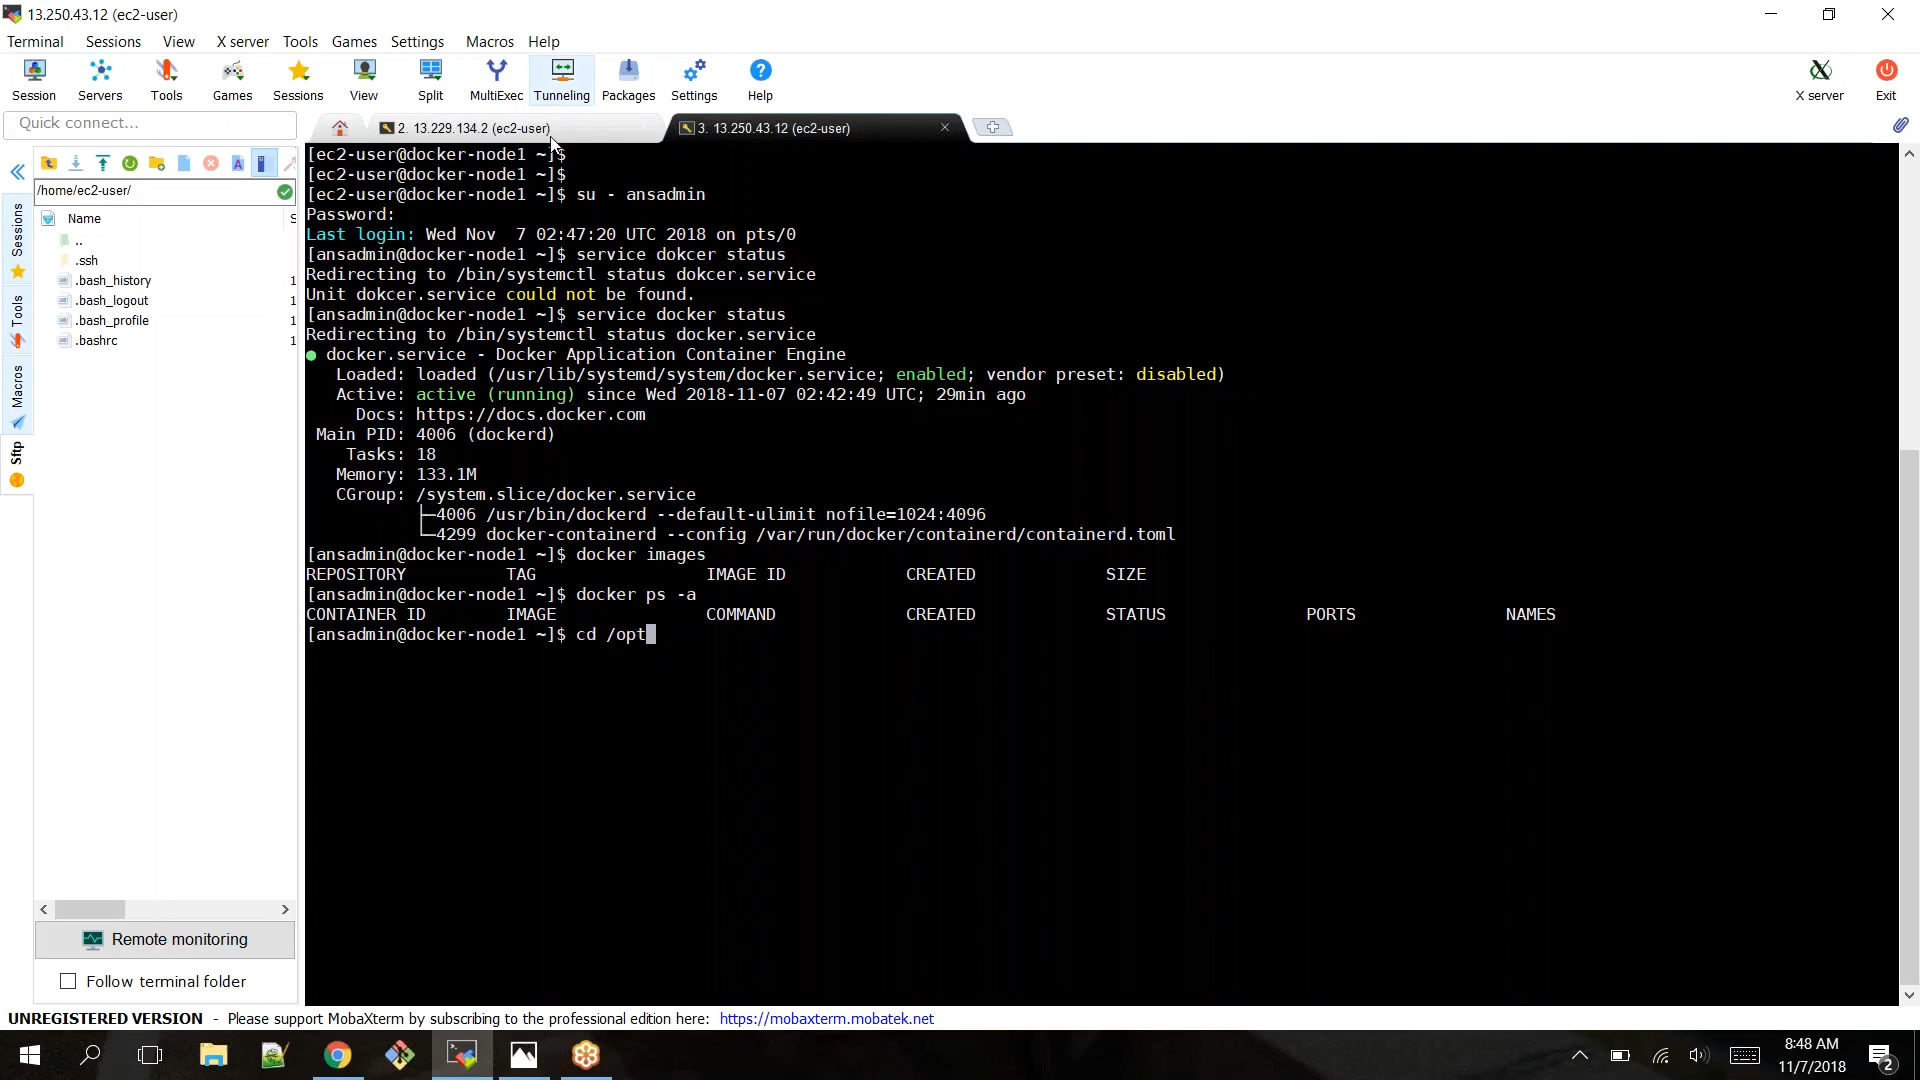 13.250.43.12 (ec2-user)
Terminal Sessions View X server Tools Games Settings Macros Help
Session Servers Tools Games Sessions View Split MultiExec Tunneling Packages Settings Help X server Exit
Quick connect...
2. 13.229.134.2 (ec2-user)
3. 13.250.43.12 (ec2-user)
/home/ec2-user/
Name S
..
.ssh
.bash_history 1
.bash_logout 1
.bash_profile 1
.bashrc 1
Sessions
Tools
Macros
Sftp
Remote monitoring
Follow terminal folder
[ec2-user@docker-node1 ~]$
[ec2-user@docker-node1 ~]$
[ec2-user@docker-node1 ~]$ su - ansadmin
Password:
Last login: Wed Nov  7 02:47:20 UTC 2018 on pts/0
[ansadmin@docker-node1 ~]$ service dokcer status
Redirecting to /bin/systemctl status dokcer.service
Unit dokcer.service could not be found.
[ansadmin@docker-node1 ~]$ service docker status
Redirecting to /bin/systemctl status docker.service
● docker.service - Docker Application Container Engine
Loaded: loaded (/usr/lib/systemd/system/docker.service; enabled; vendor preset: disabled)
Active: active (running) since Wed 2018-11-07 02:42:49 UTC; 29min ago
Docs: https://docs.docker.com
Main PID: 4006 (dockerd)
Tasks: 18
Memory: 133.1M
CGroup: /system.slice/docker.service
├─4006 /usr/bin/dockerd --default-ulimit nofile=1024:4096
└─4299 docker-containerd --config /var/run/docker/containerd/containerd.toml
[ansadmin@docker-node1 ~]$ docker images
REPOSITORY TAG IMAGE ID CREATED SIZE
[ansadmin@docker-node1 ~]$ docker ps -a
CONTAINER ID IMAGE COMMAND CREATED STATUS PORTS NAMES
[ansadmin@docker-node1 ~]$ cd /opt
UNREGISTERED VERSION - Please support MobaXterm by subscribing to the professional edition here: https://mobaxterm.mobatek.net
8:48 AM
11/7/2018
2